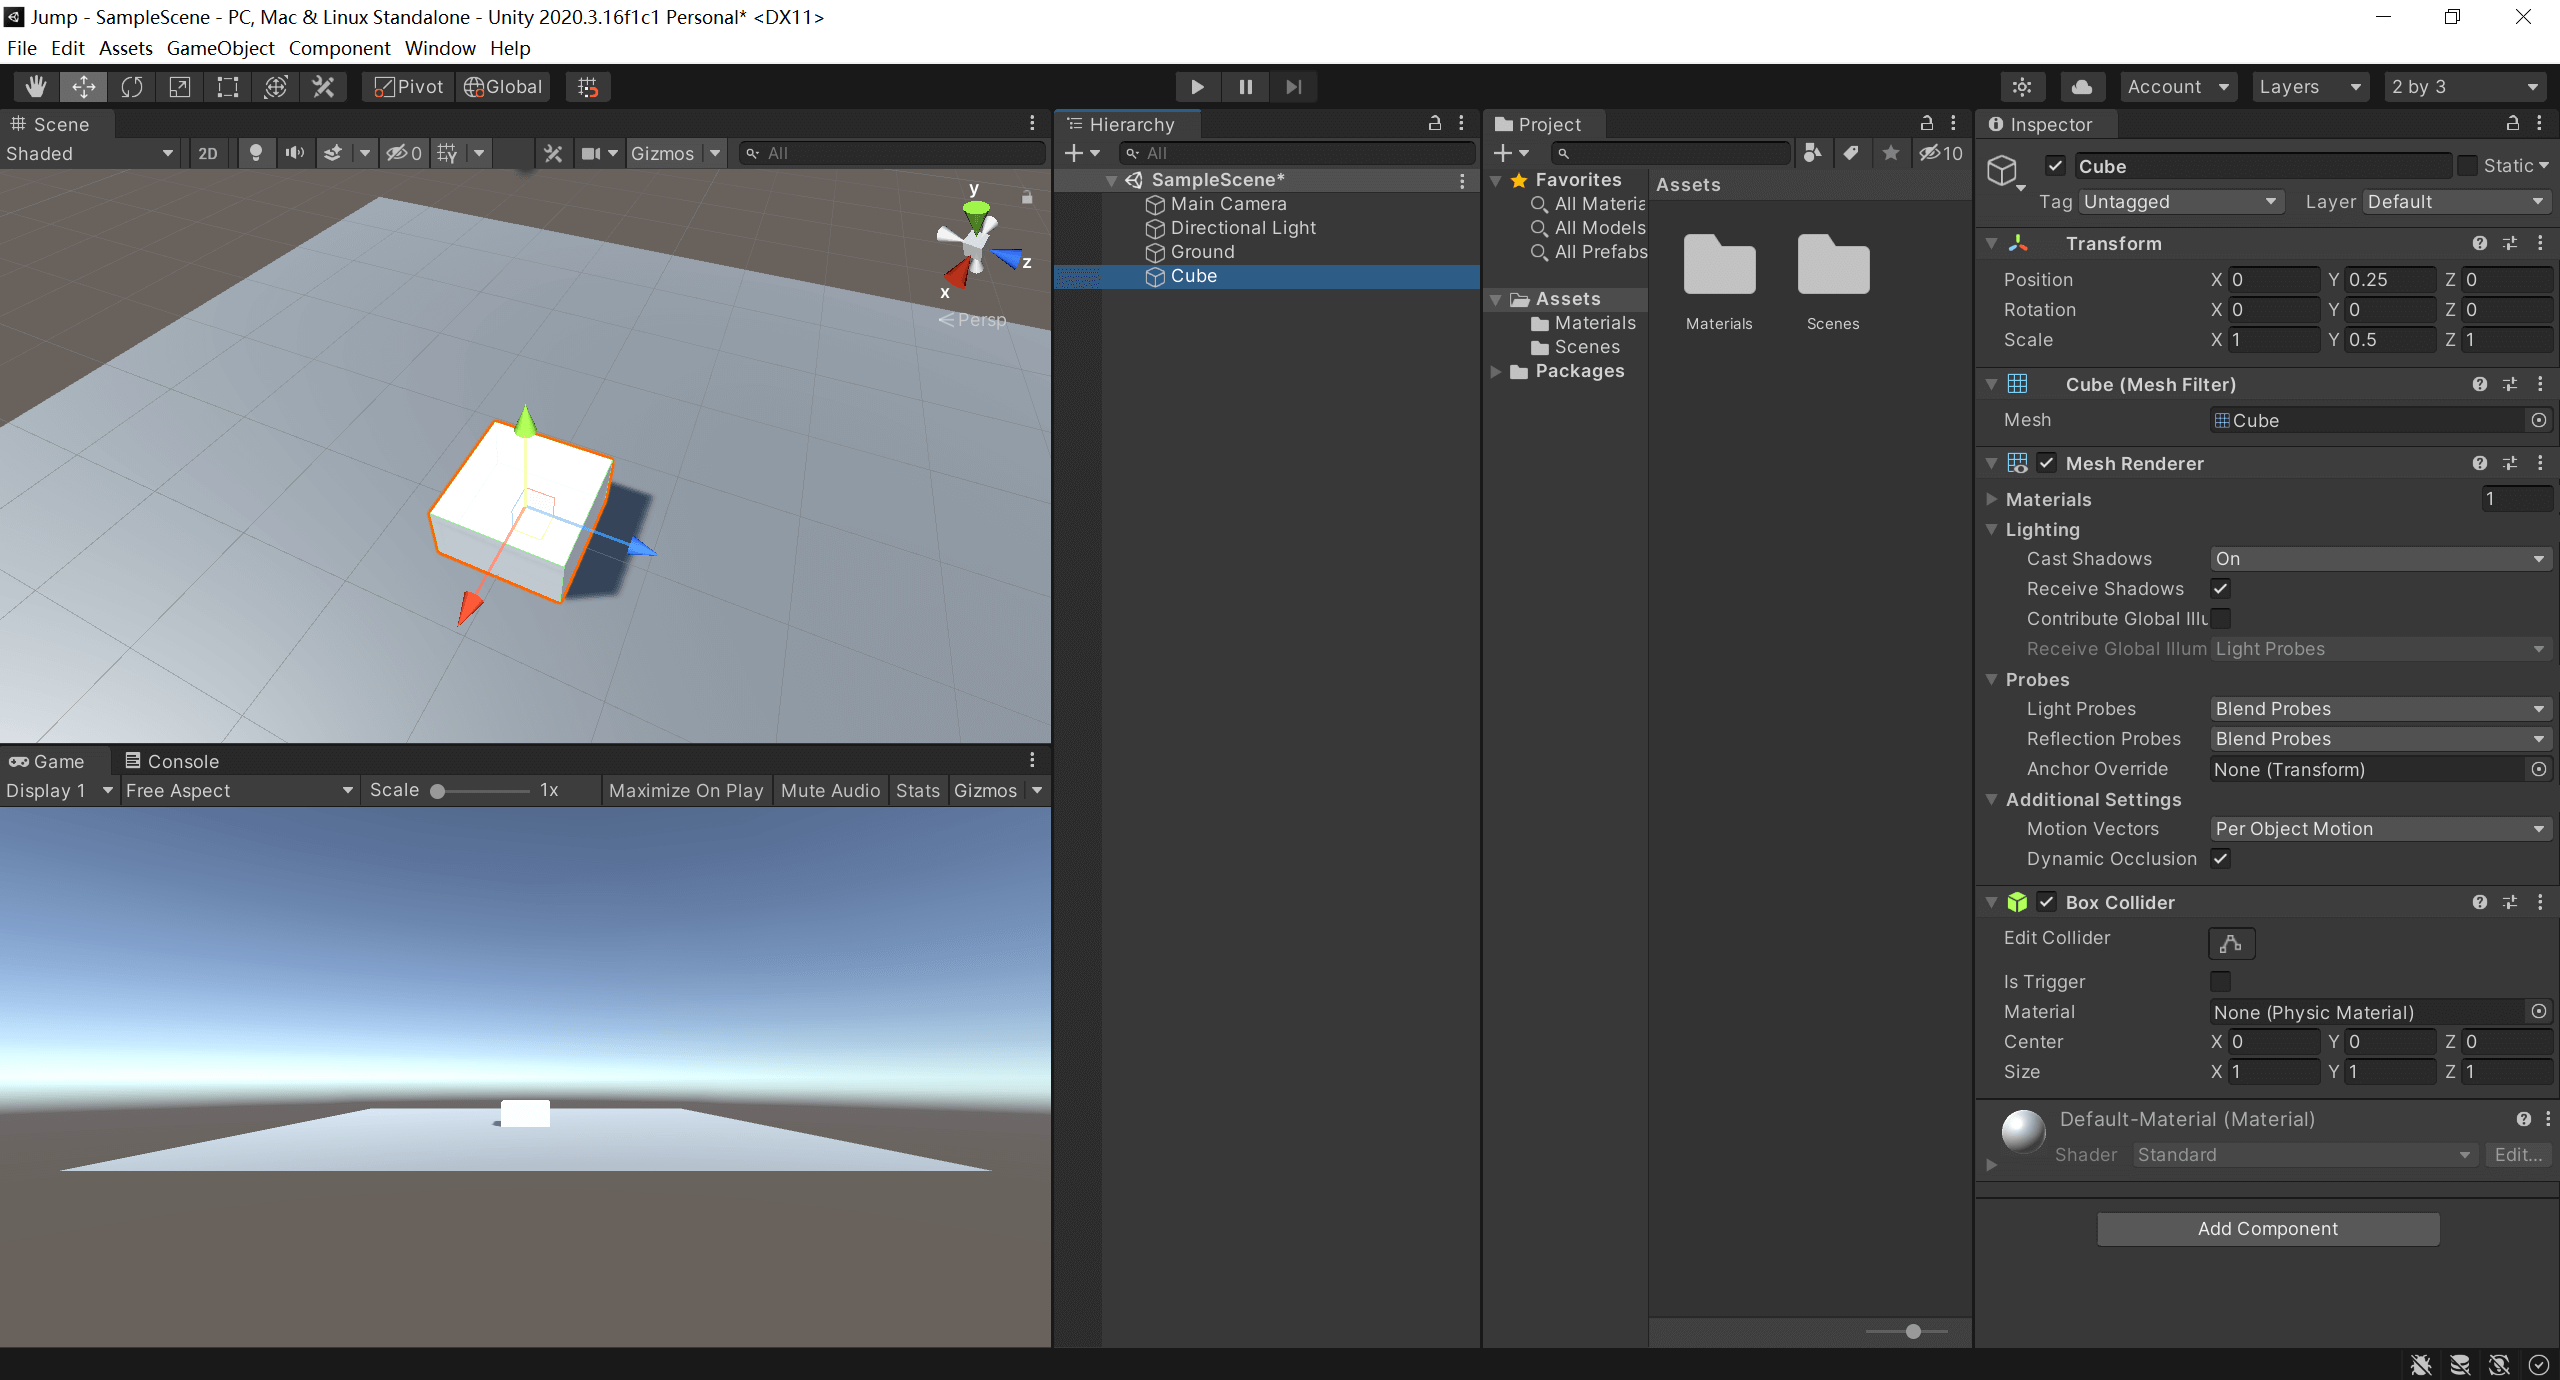 Jump - SampleScene - PC, Mac & Linux Standalone - Unity 2020.3.16f1c1 Personal* <DX11>
File Edit Assets GameObject Component Window Help
Pivot Global Account Layers 2 by 3
Scene
Shaded 2D 0 Gizmos All
y
z
x
Persp
Game Console
Display 1 Free Aspect Scale 1x Maximize On Play Mute Audio Stats Gizmos
Hierarchy
All
SampleScene*
Main Camera
Directional Light
Ground
Cube
Project
10
Favorites
All Materia
All Models
All Prefabs
Assets
Materials
Scenes
Packages
Assets
Materials Scenes
Inspector
Cube Static
Tag Untagged Layer Default
Transform
Position X 0 Y 0.25 Z 0
Rotation X 0 Y 0 Z 0
Scale X 1 Y 0.5 Z 1
Cube (Mesh Filter)
Mesh Cube
Mesh Renderer
Materials 1
Lighting
Cast Shadows On
Receive Shadows
Contribute Global Illu
Receive Global Illum Light Probes
Probes
Light Probes Blend Probes
Reflection Probes Blend Probes
Anchor Override None (Transform)
Additional Settings
Motion Vectors Per Object Motion
Dynamic Occlusion
Box Collider
Edit Collider
Is Trigger
Material None (Physic Material)
Center X 0 Y 0 Z 0
Size X 1 Y 1 Z 1
Default-Material (Material)
Shader Standard Edit...
Add Component